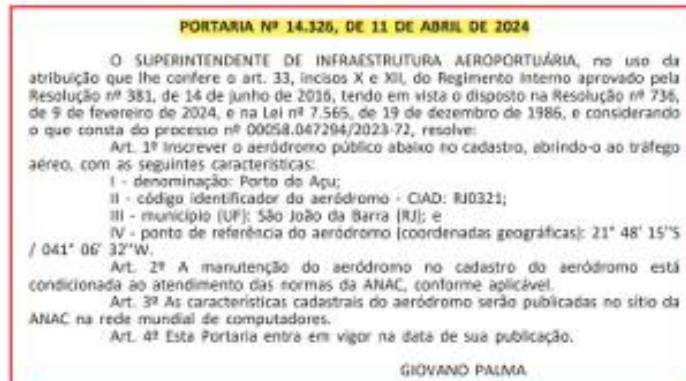 PORTARIA Nº 14.326, DE 11 DE ABRIL DE 2024
O SUPERINTENDENTE DE INFRAESTRUTURA AEROPORTUÁRIA, no uso da
atribuição que lhe confere o art. 33, incisos X e XII, do Regimento Interno aprovado pela
Resolução nº 381, de 14 de junho de 2016, tendo em vista o disposto na Resolução nº 736,
de 9 de fevereiro de 2024, e na Lei nº 7.565, de 19 de dezembro de 1986, e considerando
o que consta do processo nº 00058.047294/2023-72, resolve:
Art. 1º Inscrever o aeródromo público abaixo no cadastro, abrindo-o ao tráfego
aéreo, com as seguintes características:
I - denominação: Porto do Açu;
II - código identificador do aeródromo - CIAD: RJ0321;
III - município (UF): São João da Barra (RJ); e
IV - ponto de referência do aeródromo (coordenadas geográficas): 21° 48' 15''S
/ 041° 06' 32''W.
Art. 2º A manutenção do aeródromo no cadastro do aeródromo está
condicionada ao atendimento das normas da ANAC, conforme aplicável.
Art. 3º As características cadastrais do aeródromo serão publicadas no sítio da
ANAC na rede mundial de computadores.
Art. 4º Esta Portaria entra em vigor na data de sua publicação.
GIOVANO PALMA